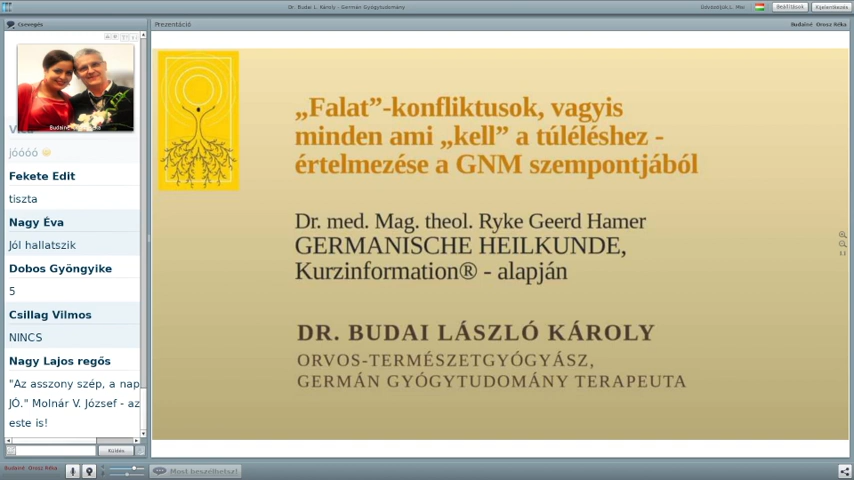 Dr. Budai L. Károly - Germán Gyógytudomány
Beállítások
Kijelentkezés
Csevegés
Prezentáció
Budainé Orosz Réka
jóóóó
Fekete Edit
tiszta
Nagy Éva
Jól hallatszik
Dobos Gyöngyike
5
Csillag Vilmos
NINCS
Nagy Lajos regős
"Az asszony szép, a nap
JÓ." Molnár V. József - az
este is!
Küldés
Budainé Orosz Réka
Most beszélhetsz!
„Falat”-konfliktusok, vagyis
minden ami „kell” a túléléshez -
értelmezése a GNM szempontjából
Dr. med. Mag. theol. Ryke Geerd Hamer
GERMANISCHE HEILKUNDE,
Kurzinformation® - alapján
DR. BUDAI LÁSZLÓ KÁROLY
ORVOS-TERMÉSZETGYÓGYÁSZ,
GERMÁN GYÓGYTUDOMÁNY TERAPEUTA